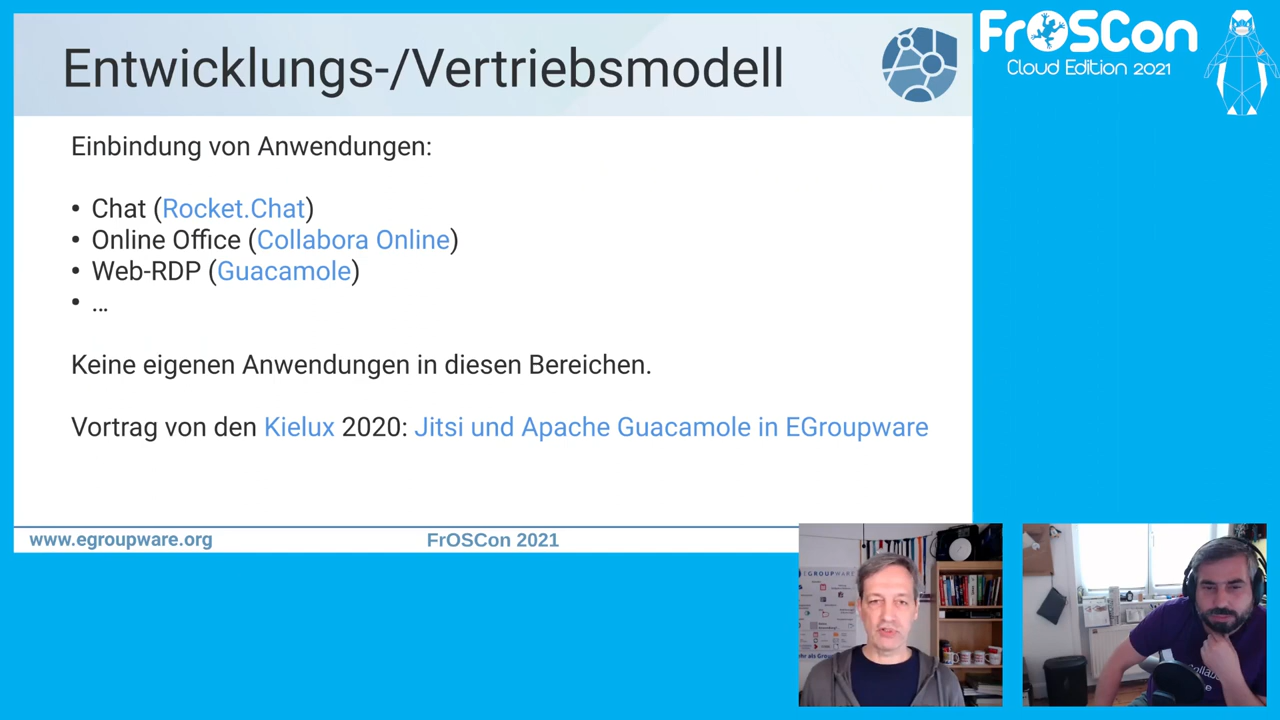 Entwicklungs-/Vertriebsmodell
FrOSCon
Cloud Edition 2021
Einbindung von Anwendungen:
• Chat (Rocket.Chat)
• Online Office (Collabora Online)
• Web-RDP (Guacamole)
• ...
Keine eigenen Anwendungen in diesen Bereichen.
Vortrag von den Kielux 2020: Jitsi und Apache Guacamole in EGroupware
www.egroupware.org
FrOSCon 2021
EGROUPWARE